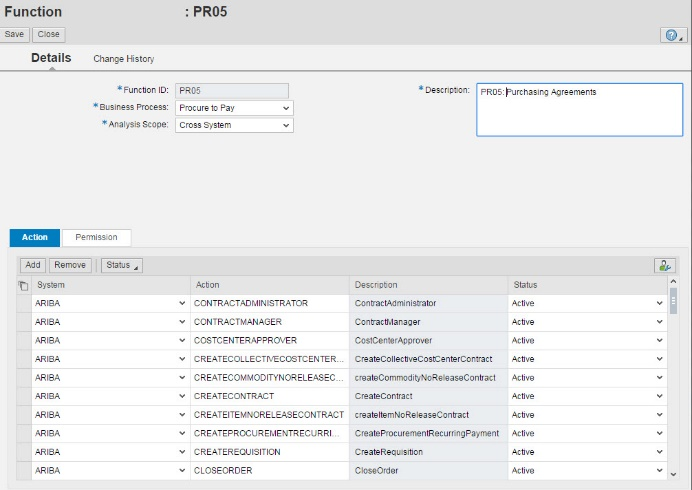 Function : PR05
Save Close
Details Change History
*Function ID: PR05
*Description: PR05: Purchasing Agreements
*Business Process: Procure to Pay
*Analysis Scope: Cross System
Action Permission
Add Remove Status
System Action Description Status
ARIBA CONTRACTADMINISTRATOR ContractAdministrator Active
ARIBA CONTRACTMANAGER ContractManager Active
ARIBA COSTCENTERAPPROVER CostCenterApprover Active
ARIBA CREATECOLLECTIVECOSTCENTER... CreateCollectiveCostCenterContract Active
ARIBA CREATECOMMODITYNORELEASEC... createCommodityNoReleaseContract Active
ARIBA CREATECONTRACT CreateContract Active
ARIBA CREATEITEMNORELEASECONTRACT createItemNoReleaseContract Active
ARIBA CREATEPROCUREMENTRECURRI... CreateProcurementRecurringPayment Active
ARIBA CREATEREQUISITION CreateRequisition Active
ARIBA CLOSEORDER CloseOrder Active